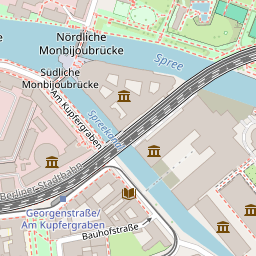 Nördliche
Monbijoubrücke
Spree
Südliche
Monbijoubrücke
Am Kupfergraben
Spreekanal
Berliner Stadtbahn
Georgenstraße/
Am Kupfergraben
Bauhofstraße